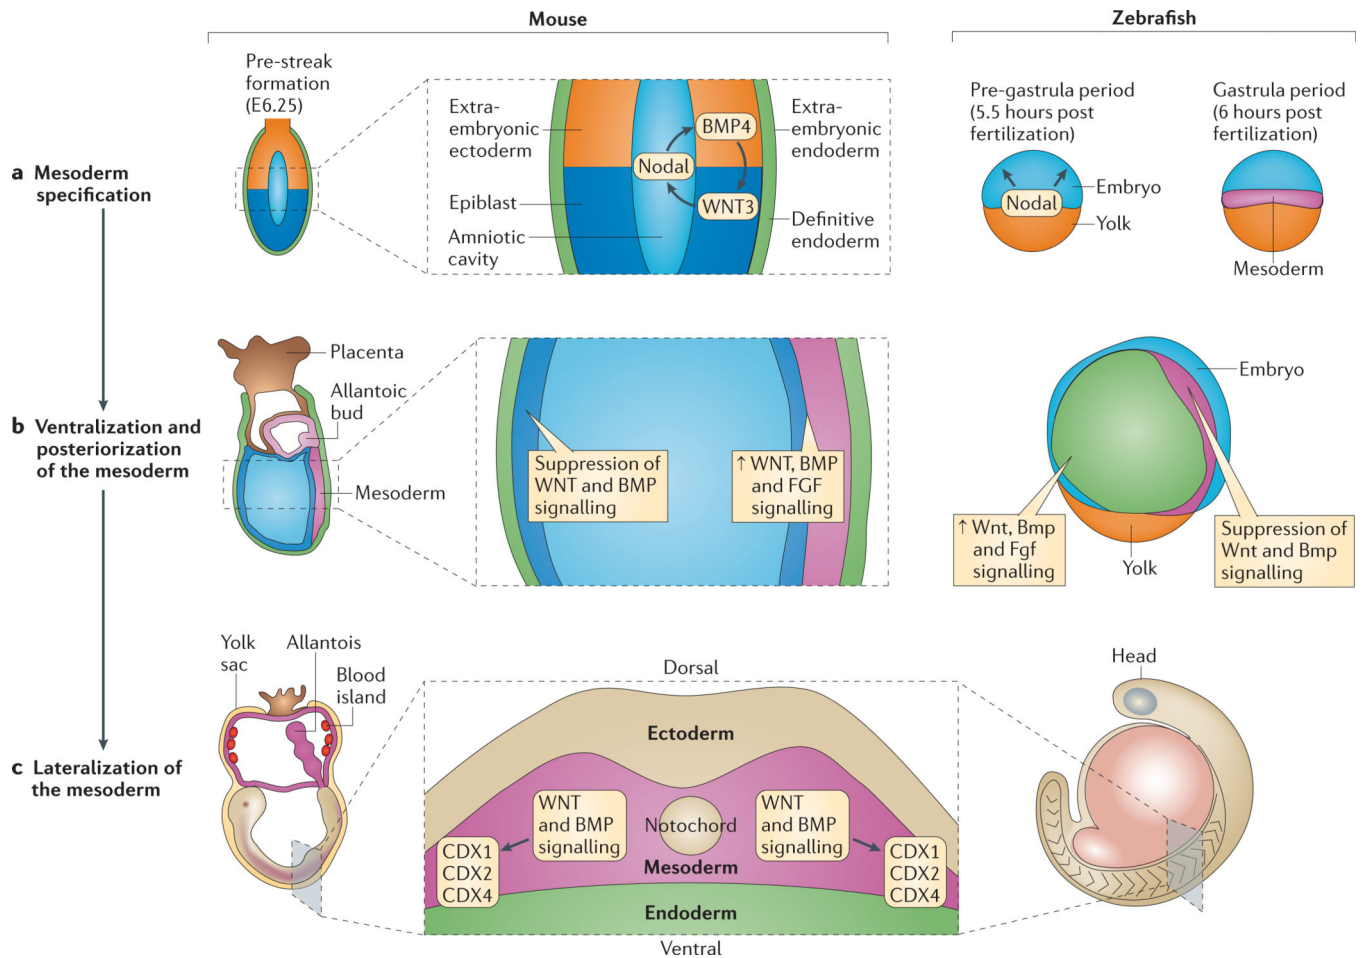 Mouse
Zebrafish
a Mesoderm
specification
Pre-streak
formation
(E6.25)
Extra-
embryonic
ectoderm
Epiblast
Amniotic
cavity
BMP4
Nodal
WNT3
Extra-
embryonic
endoderm
Definitive
endoderm
Pre-gastrula period
(5.5 hours post
fertilization)
Nodal
Embryo
Yolk
Gastrula period
(6 hours post
fertilization)
Mesoderm
b Ventralization and
posteriorization
of the mesoderm
Placenta
Allantoic
bud
Mesoderm
Suppression of
WNT and BMP
signalling
↑ WNT, BMP
and FGF
signalling
Embryo
↑ Wnt, Bmp
and Fgf
signalling
Yolk
Suppression of
Wnt and Bmp
signalling
c Lateralization of
the mesoderm
Yolk
sac
Allantois
Blood
island
Dorsal
Ectoderm
WNT
and BMP
signalling
Notochord
WNT
and BMP
signalling
CDX1
CDX2
CDX4
Mesoderm
CDX1
CDX2
CDX4
Endoderm
Ventral
Head